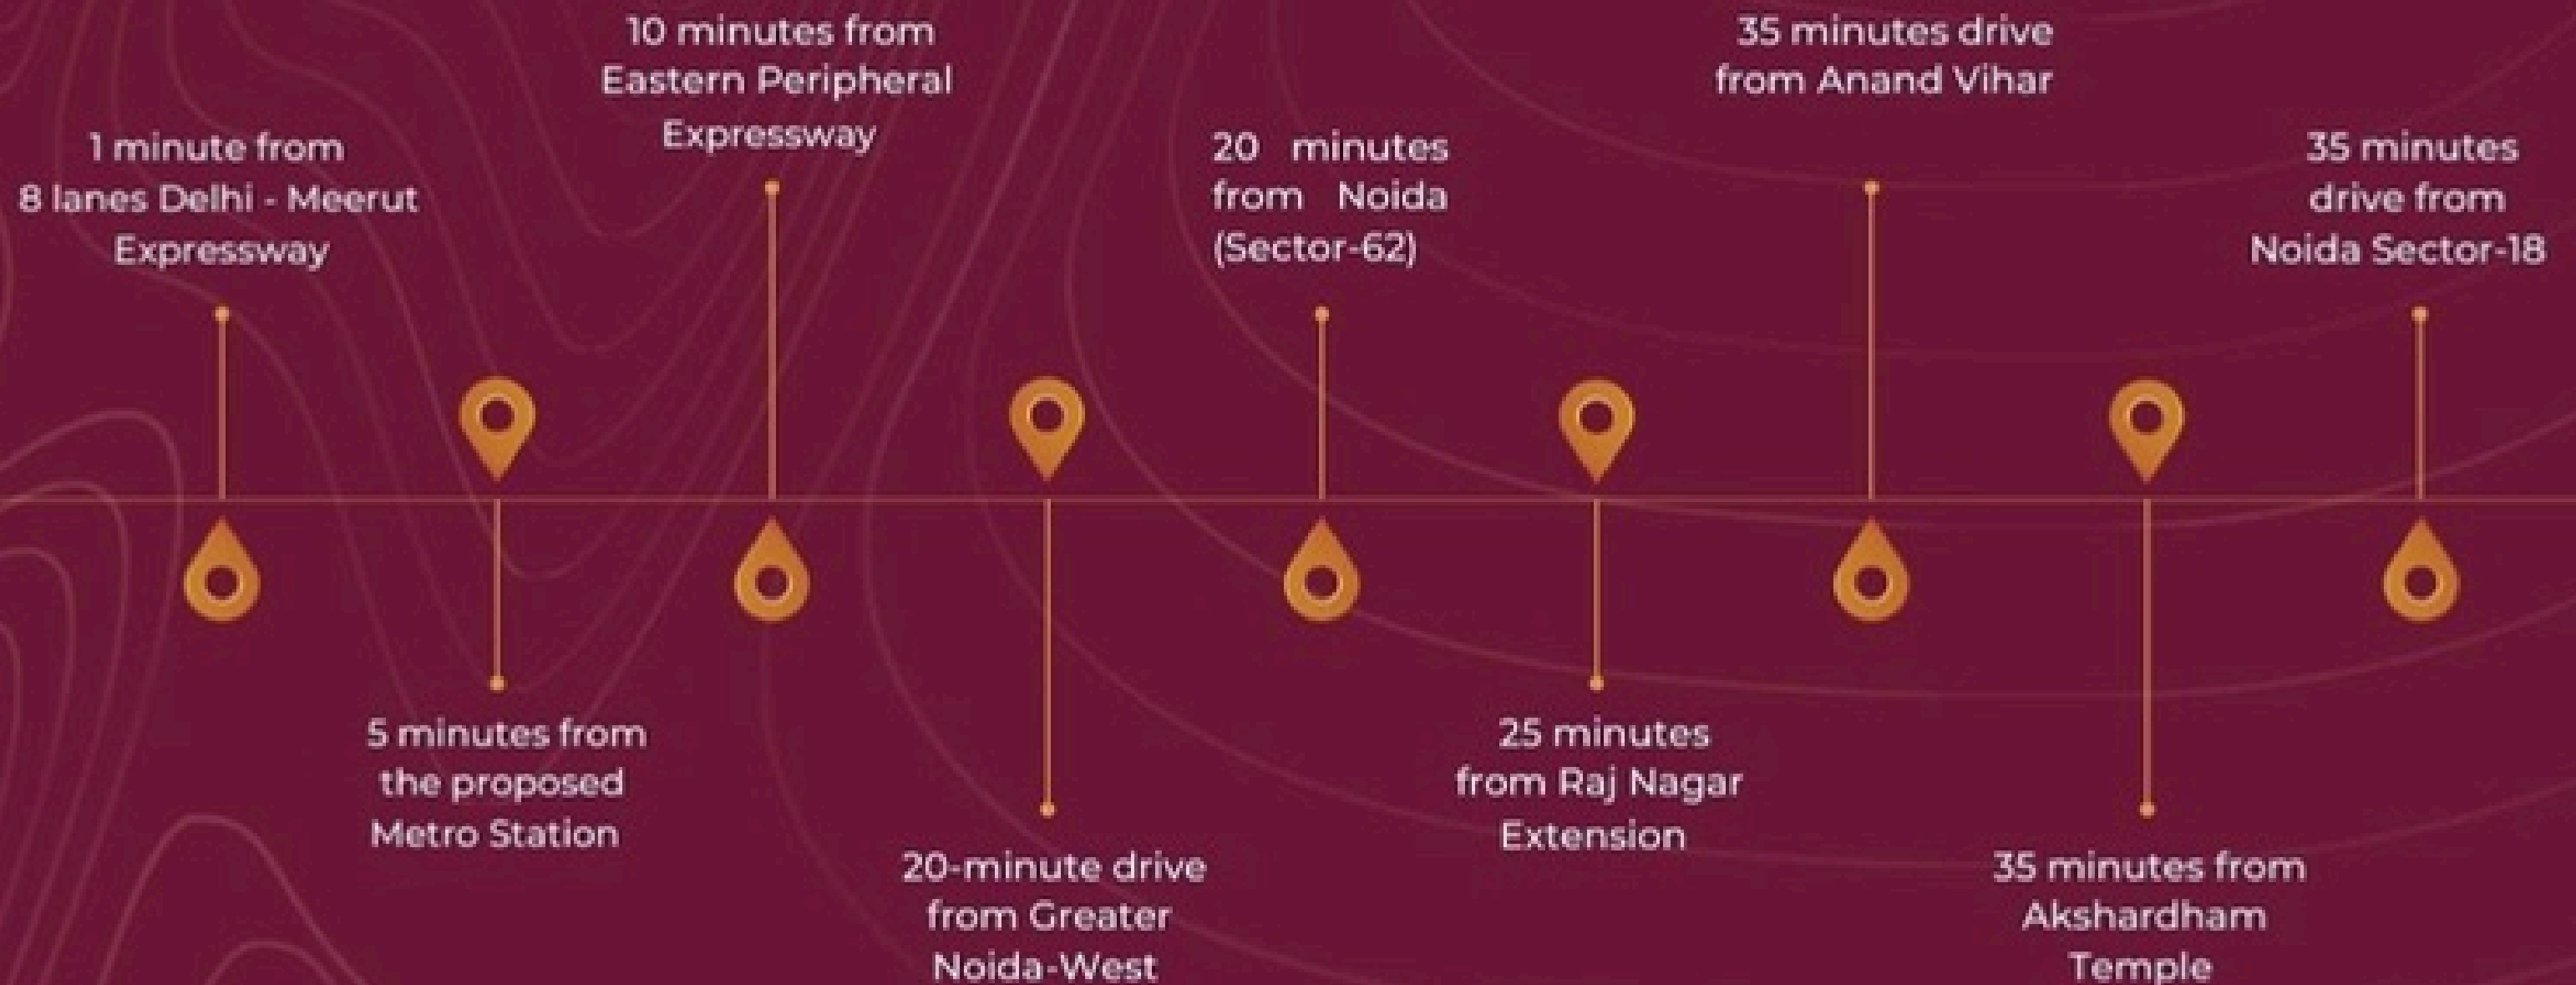 1 minute from
8 lanes Delhi - Meerut
Expressway
5 minutes from
the proposed
Metro Station
10 minutes from
Eastern Peripheral
Expressway
20-minute drive
from Greater
Noida-West
20 minutes
from Noida
(Sector-62)
25 minutes
from Raj Nagar
Extension
35 minutes drive
from Anand Vihar
35 minutes from
Akshardham
Temple
35 minutes
drive from
Noida Sector-18